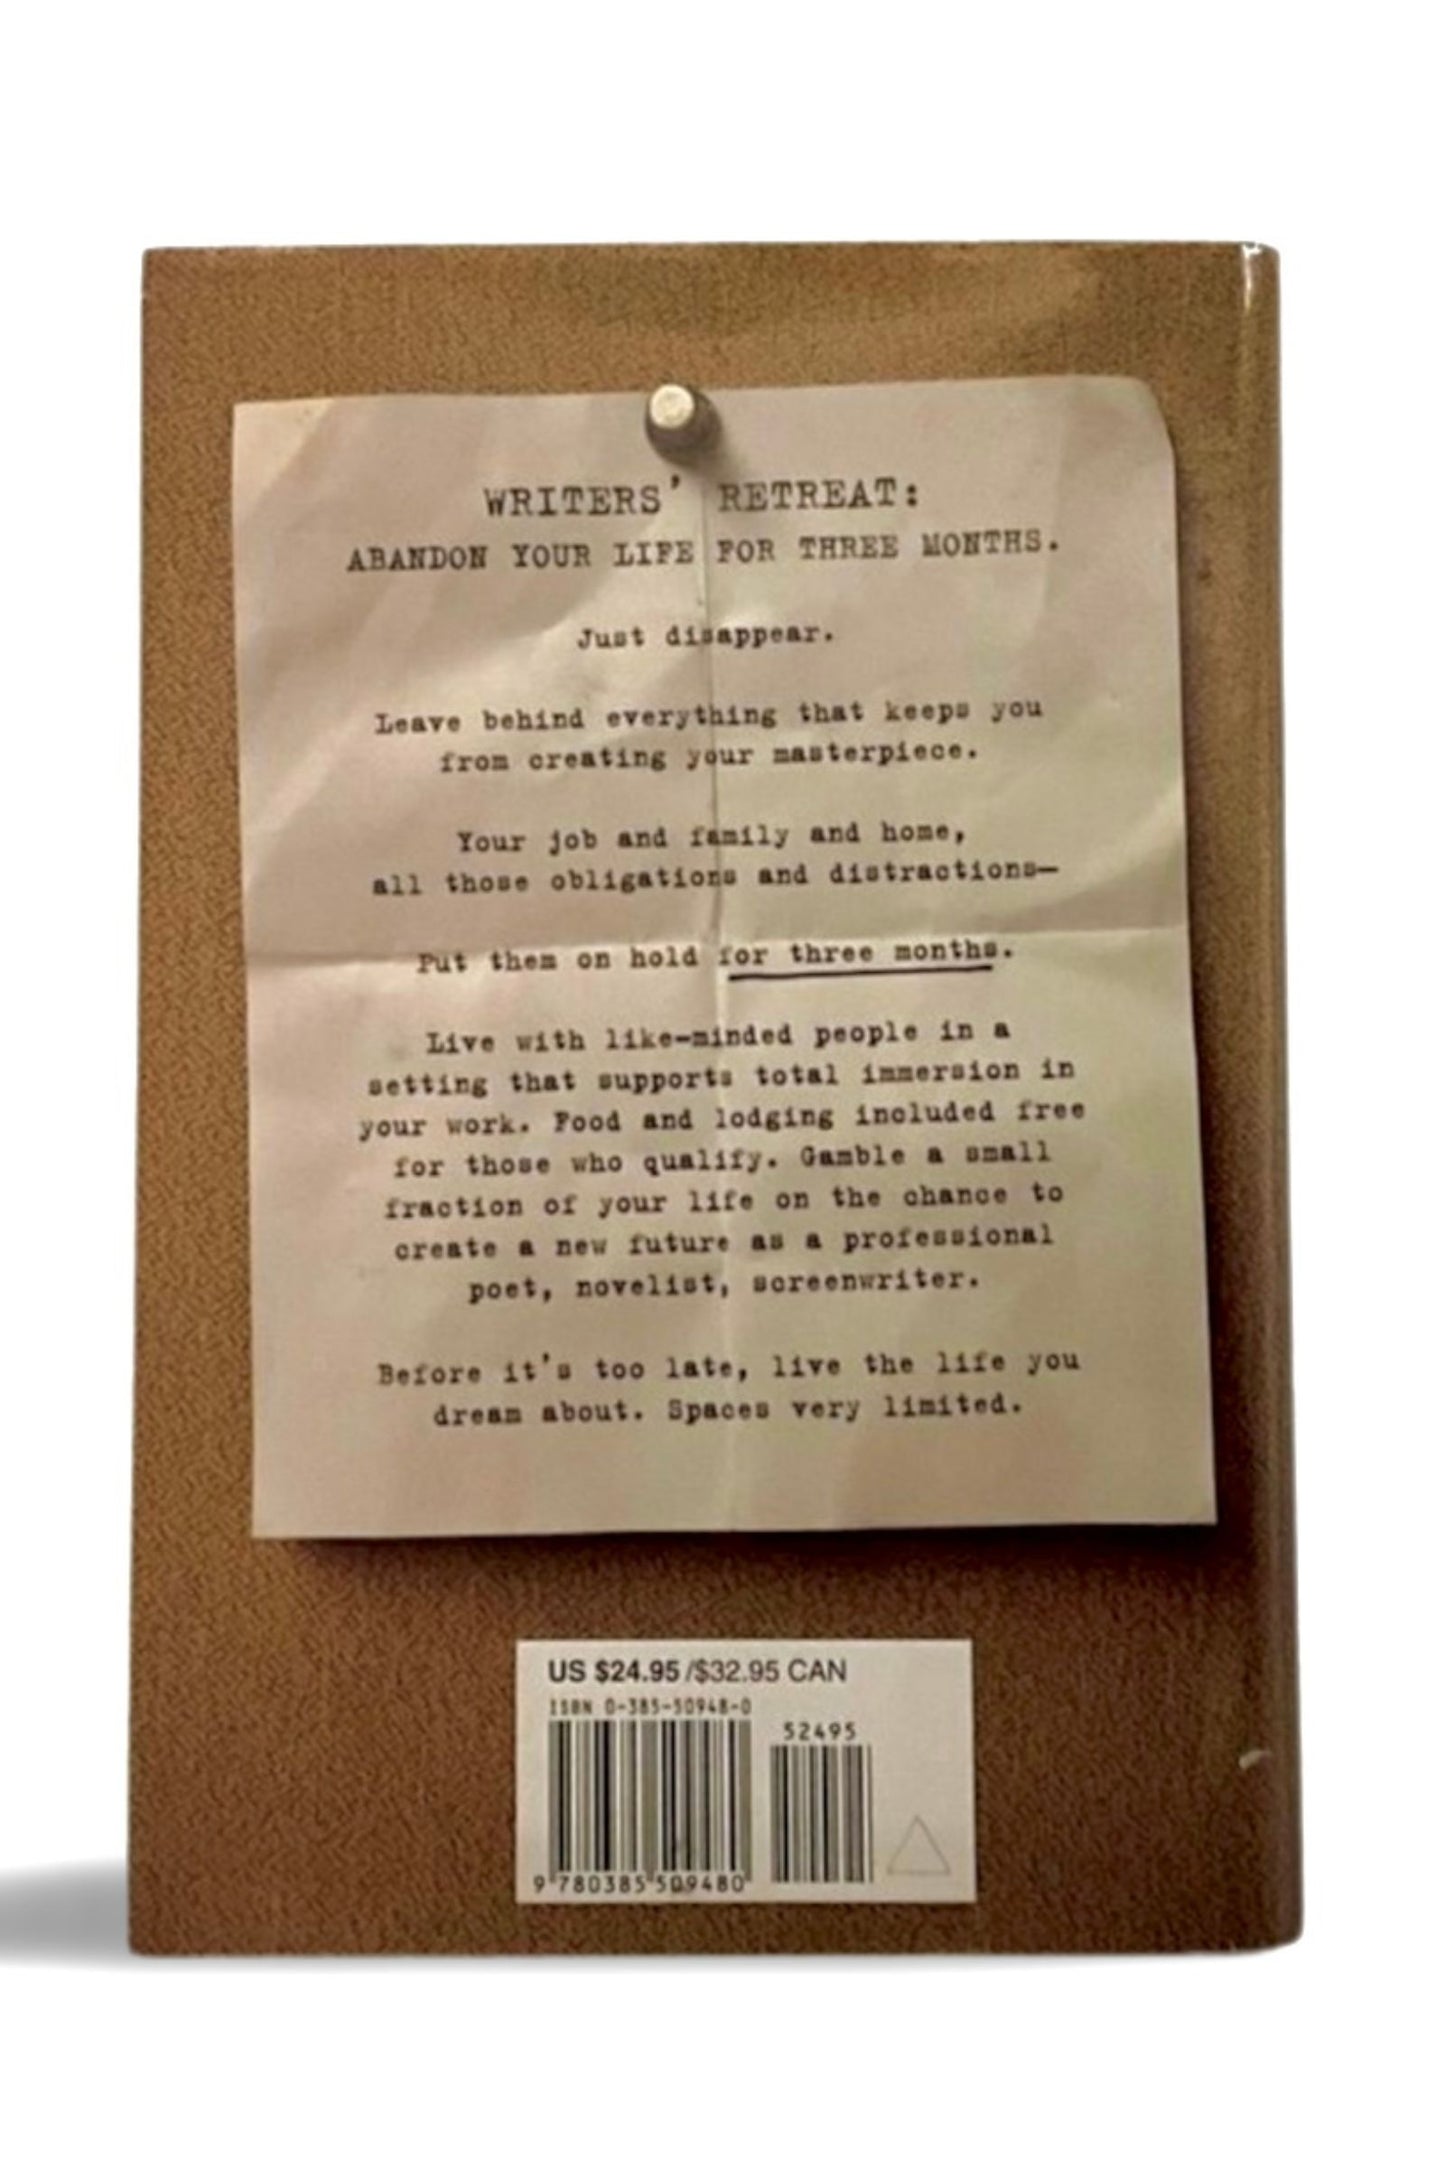 WRITERS' RETREAT:
ABANDON YOUR LIFE FOR THREE MONTHS.
Just disappear.
Leave behind everything that keeps you
from creating your masterpiece.
Your job and family and home,
all those obligations and distractions—
Put them on hold for three months.
Live with like-minded people in a
setting that supports total immersion in
your work. Food and lodging included free
for those who qualify. Gamble a small
fraction of your life on the chance to
create a new future as a professional
poet, novelist, screenwriter.
Before it's too late, live the life you
dream about. Spaces very limited.
US $24.95/$32.95 CAN
ISBN 0-385-50948-0
52495
9 780385 509480